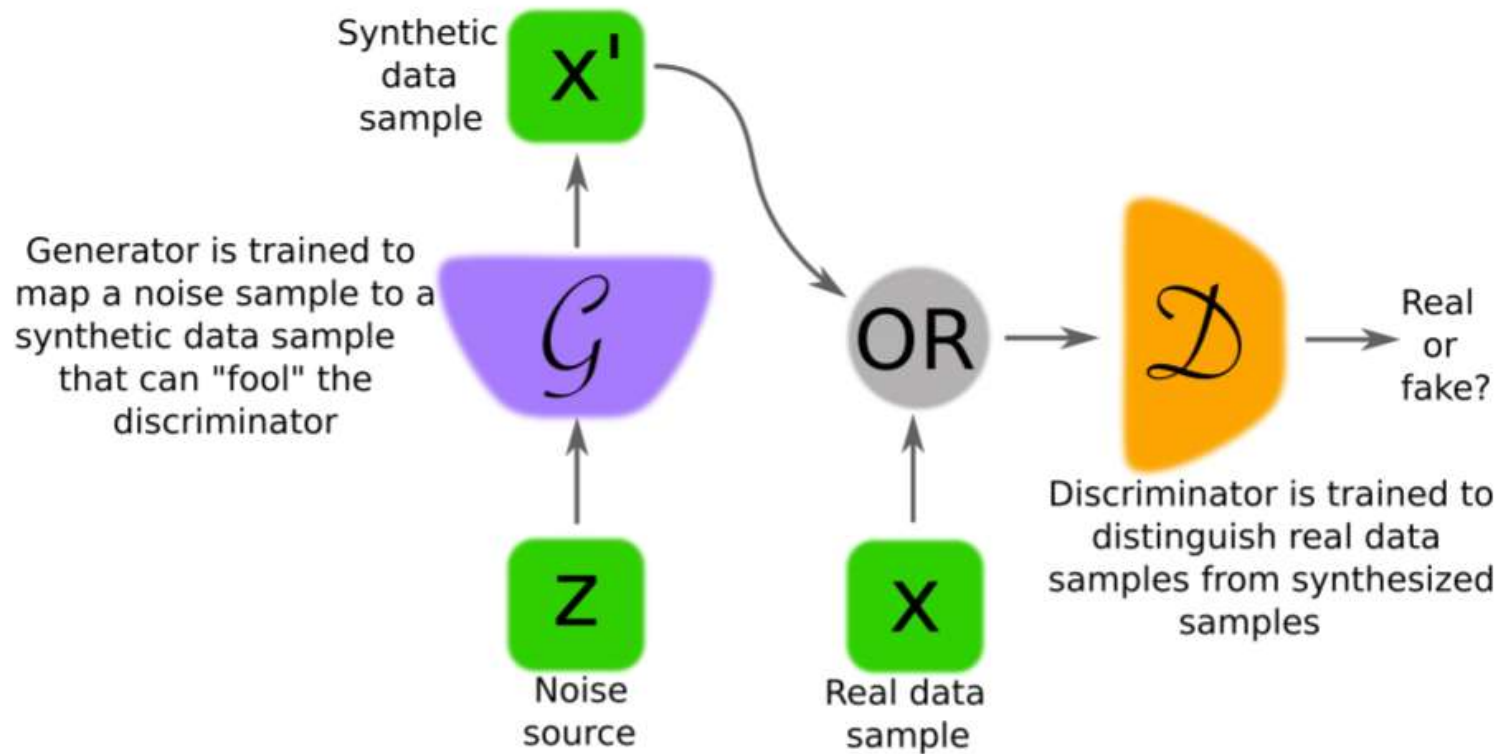 Synthetic
data
sample
x'
Generator is trained to
map a noise sample to a
synthetic data sample
that can "fool" the
discriminator
G
z
Noise
source
OR
x
Real data
sample
D
Real
or
fake?
Discriminator is trained to
distinguish real data
samples from synthesized
samples